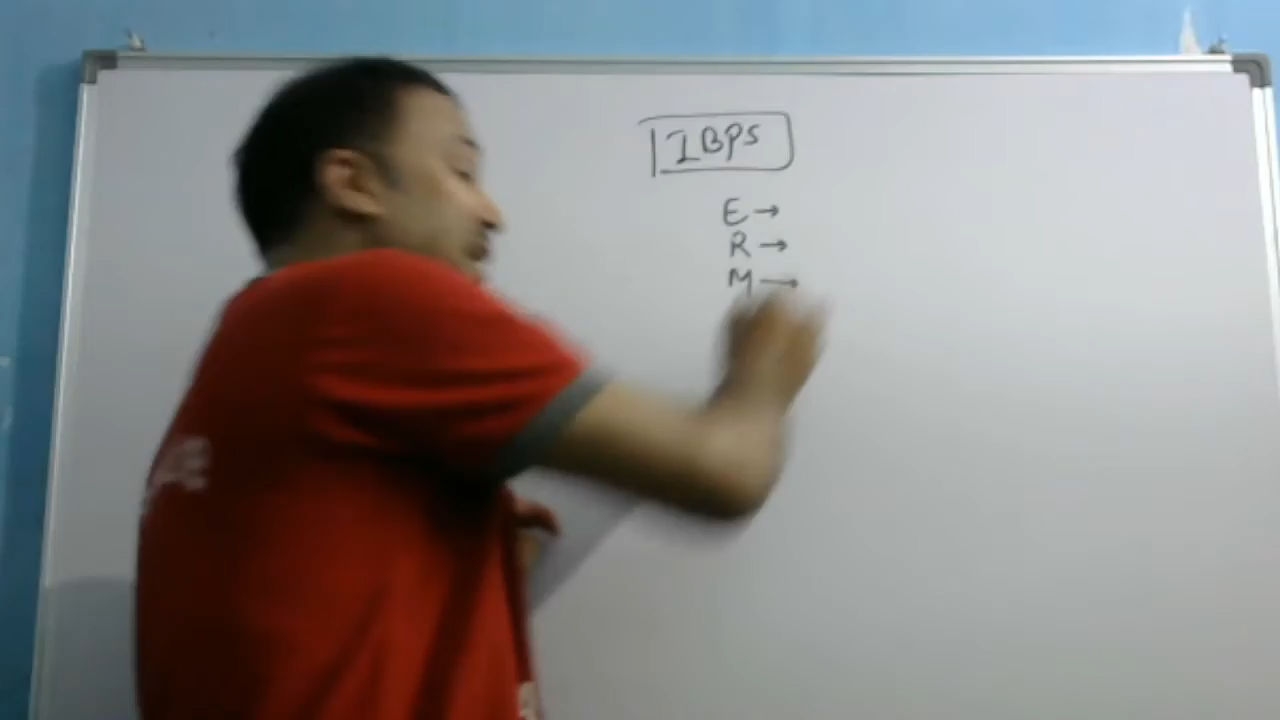 IBPS
E →
R →
M →